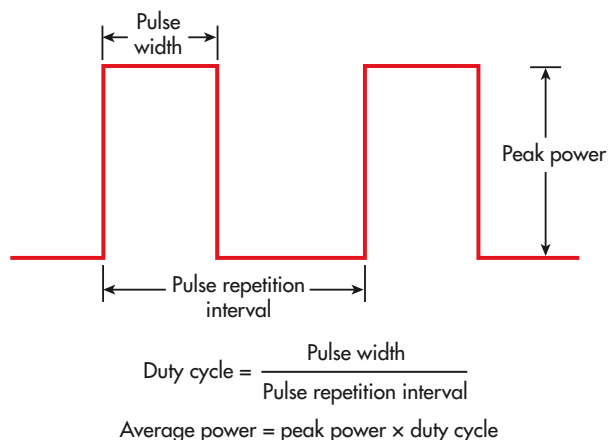 Pulse
width
Peak power
Pulse repetition
interval
Duty cycle = Pulse width
Pulse repetition interval
Average power = peak power × duty cycle